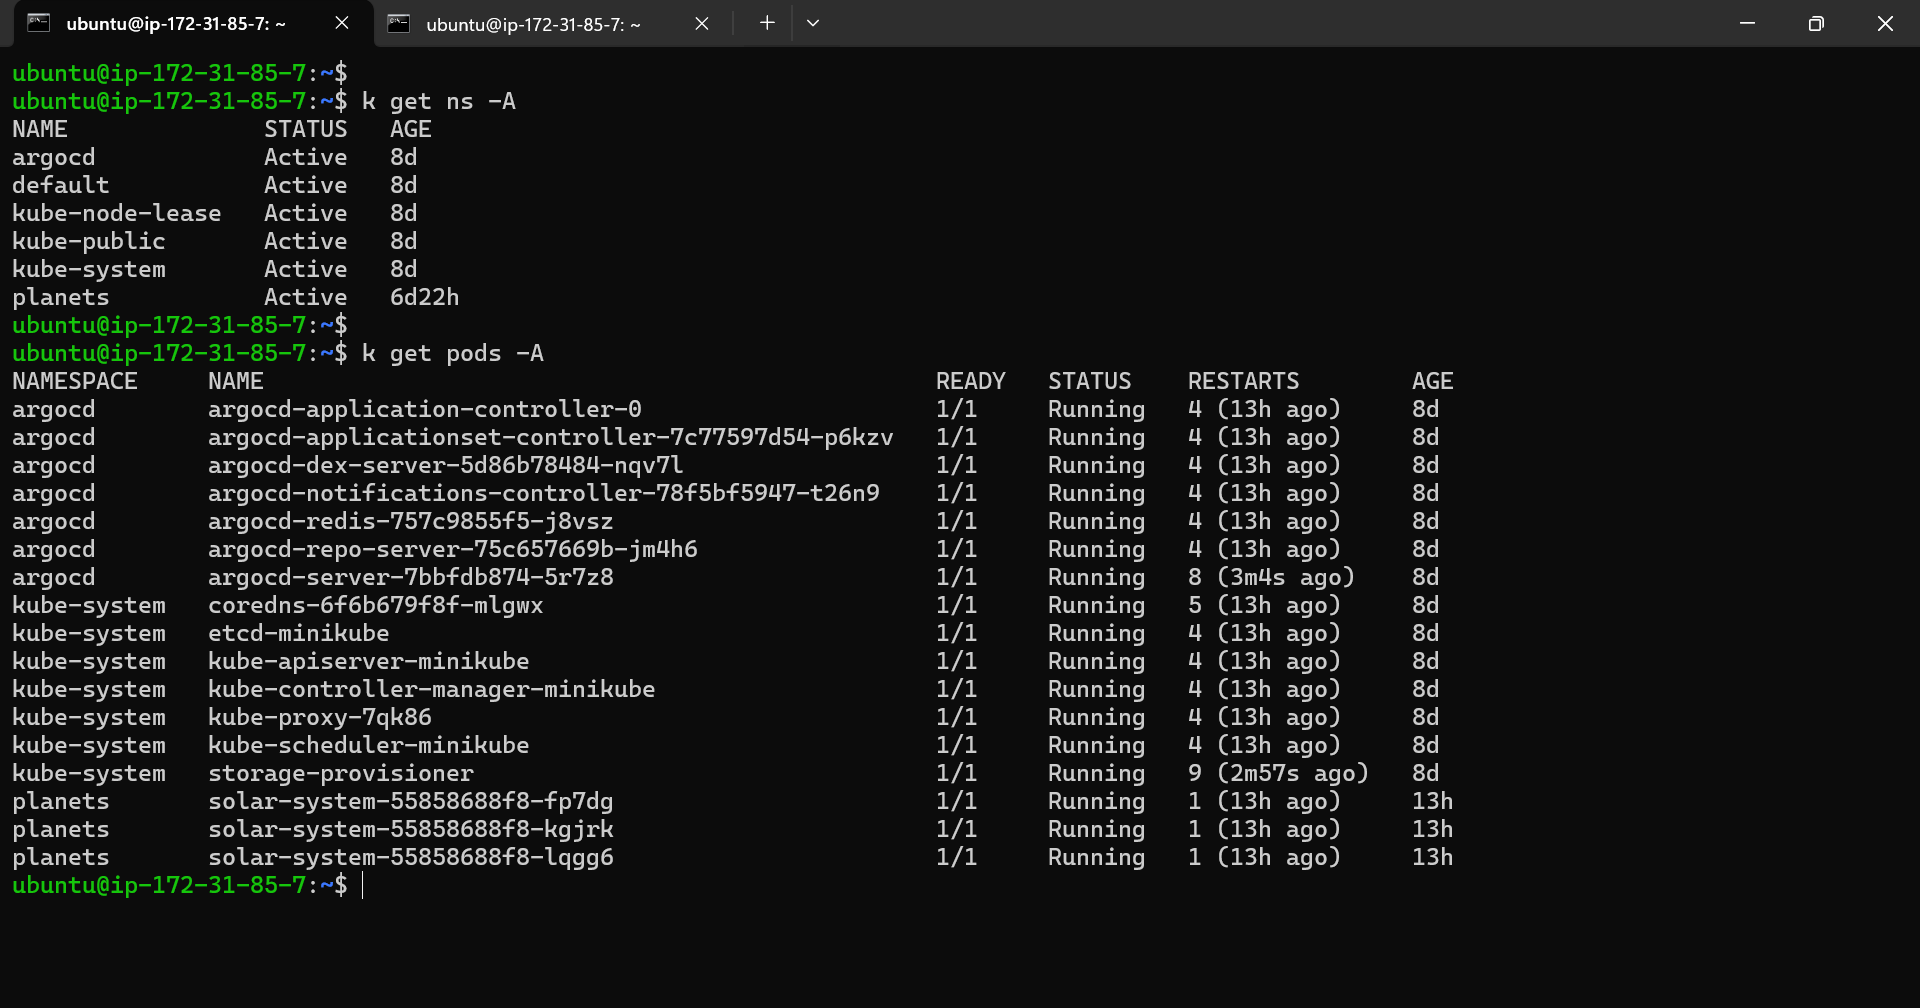 ubuntu@ip-172-31-85-7: ~
ubuntu@ip-172-31-85-7: ~
ubuntu@ip-172-31-85-7:~$
ubuntu@ip-172-31-85-7:~$ k get ns -A
NAME              STATUS   AGE
argocd            Active   8d
default           Active   8d
kube-node-lease   Active   8d
kube-public       Active   8d
kube-system       Active   8d
planets           Active   6d22h
ubuntu@ip-172-31-85-7:~$
ubuntu@ip-172-31-85-7:~$ k get pods -A
NAMESPACE     NAME                                                READY   STATUS    RESTARTS        AGE
argocd        argocd-application-controller-0                     1/1     Running   4 (13h ago)     8d
argocd        argocd-applicationset-controller-7c77597d54-p6kzv   1/1     Running   4 (13h ago)     8d
argocd        argocd-dex-server-5d86b78484-nqv7l                  1/1     Running   4 (13h ago)     8d
argocd        argocd-notifications-controller-78f5bf5947-t26n9    1/1     Running   4 (13h ago)     8d
argocd        argocd-redis-757c9855f5-j8vsz                       1/1     Running   4 (13h ago)     8d
argocd        argocd-repo-server-75c657669b-jm4h6                 1/1     Running   4 (13h ago)     8d
argocd        argocd-server-7bbfdb874-5r7z8                       1/1     Running   8 (3m4s ago)    8d
kube-system   coredns-6f6b679f8f-mlgwx                            1/1     Running   5 (13h ago)     8d
kube-system   etcd-minikube                                       1/1     Running   4 (13h ago)     8d
kube-system   kube-apiserver-minikube                             1/1     Running   4 (13h ago)     8d
kube-system   kube-controller-manager-minikube                    1/1     Running   4 (13h ago)     8d
kube-system   kube-proxy-7qk86                                    1/1     Running   4 (13h ago)     8d
kube-system   kube-scheduler-minikube                             1/1     Running   4 (13h ago)     8d
kube-system   storage-provisioner                                 1/1     Running   9 (2m57s ago)   8d
planets       solar-system-55858688f8-fp7dg                       1/1     Running   1 (13h ago)     13h
planets       solar-system-55858688f8-kgjrk                       1/1     Running   1 (13h ago)     13h
planets       solar-system-55858688f8-lqgg6                       1/1     Running   1 (13h ago)     13h
ubuntu@ip-172-31-85-7:~$